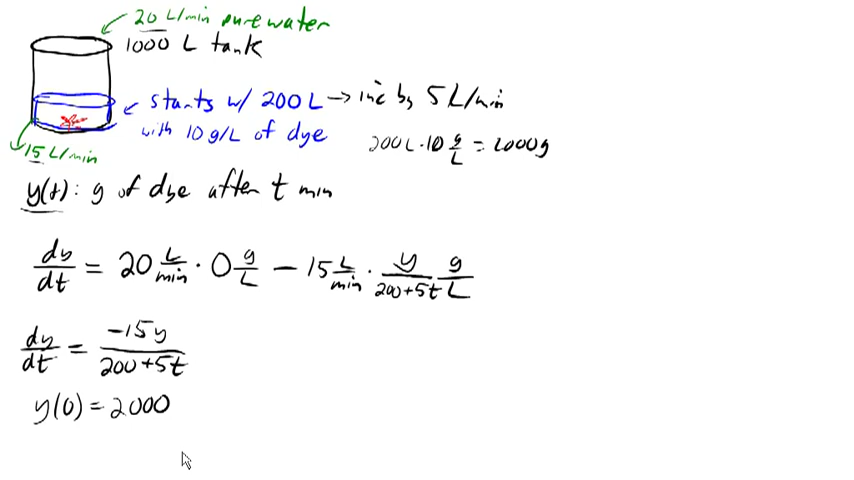 20 L/min pure water
1000 L tank
starts w/ 200 L → inc by 5 L/min
with 10 g/L of dye
200 L · 10 g/L = 2000 g
15 L/min
y(t): g of dye after t min
dy/dt = 20 L/min · 0 g/L − 15 L/min · y/(200+5t) g/L
dy/dt = −15y/(200+5t)
y(0) = 2000